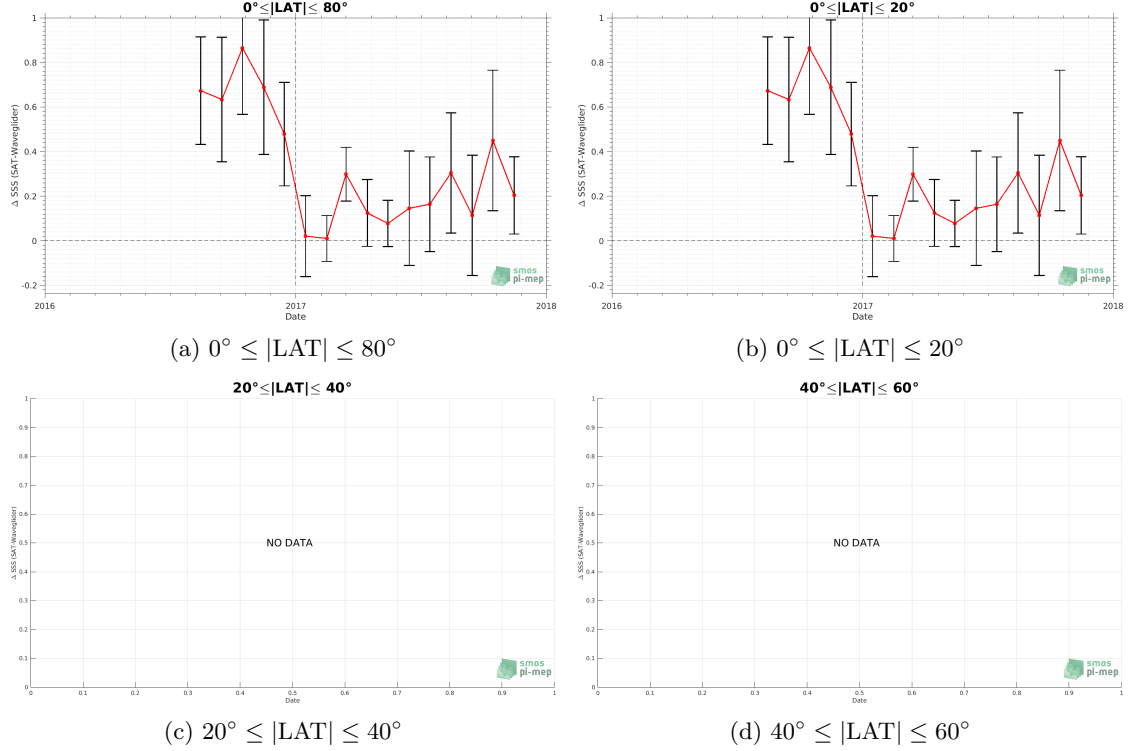 0°≤|LAT|≤ 80°
Δ SSS (SAT-Waveglider)
1
0.8
0.6
0.4
0.2
0
-0.2
2016
2017
2018
Date
smos
pi-mep
(a) 0° ≤ |LAT| ≤ 80°
0°≤|LAT|≤ 20°
Δ SSS (SAT-Waveglider)
1
0.8
0.6
0.4
0.2
0
-0.2
2016
2017
2018
Date
smos
pi-mep
(b) 0° ≤ |LAT| ≤ 20°
20°≤|LAT|≤ 40°
Δ SSS (SAT-Waveglider)
1
0.9
0.8
0.7
0.6
0.5
0.4
0.3
0.2
0.1
0
NO DATA
0 0.1 0.2 0.3 0.4 0.5 0.6 0.7 0.8 0.9 1
Date
smos
pi-mep
(c) 20° ≤ |LAT| ≤ 40°
40°≤|LAT|≤ 60°
Δ SSS (SAT-Waveglider)
1
0.9
0.8
0.7
0.6
0.5
0.4
0.3
0.2
0.1
0
NO DATA
0 0.1 0.2 0.3 0.4 0.5 0.6 0.7 0.8 0.9 1
Date
smos
pi-mep
(d) 40° ≤ |LAT| ≤ 60°